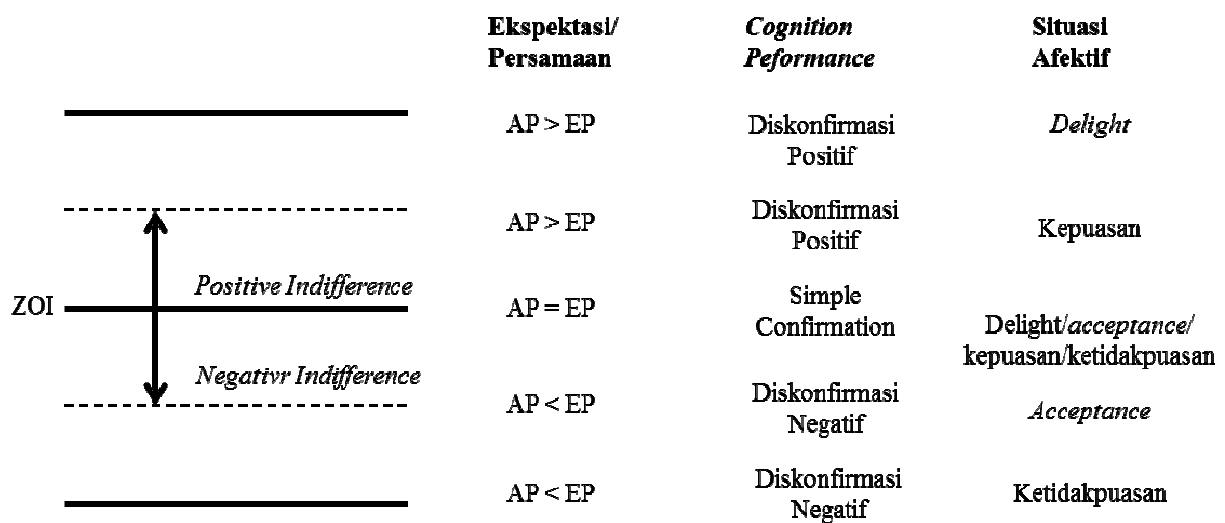 Ekspektasi/
Persamaan
Cognition
Peformance
Situasi
Afektif
AP > EP
Diskonfirmasi
Positif
Delight
AP > EP
Diskonfirmasi
Positif
Kepuasan
ZOI
Positive Indifference
AP = EP
Simple
Confirmation
Delight/acceptance/
kepuasan/ketidakpuasan
Negativr Indifference
AP < EP
Diskonfirmasi
Negatif
Acceptance
AP < EP
Diskonfirmasi
Negatif
Ketidakpuasan